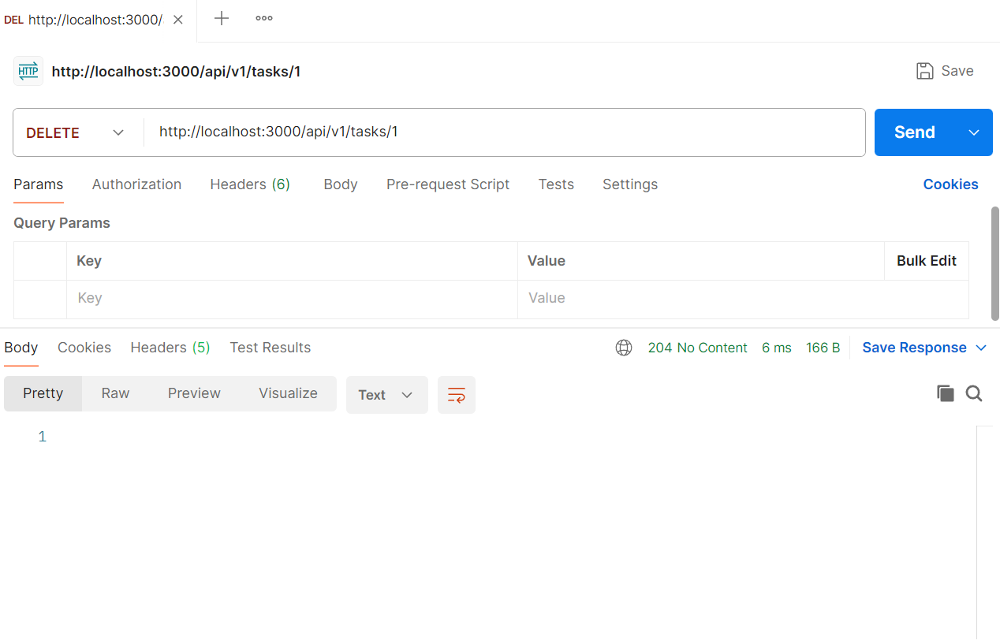 DEL http://localhost:3000/
HTTP http://localhost:3000/api/v1/tasks/1 Save
DELETE http://localhost:3000/api/v1/tasks/1 Send
Params Authorization Headers (6) Body Pre-request Script Tests Settings Cookies
Query Params
Key Value Bulk Edit
Key Value
Body Cookies Headers (5) Test Results 204 No Content 6 ms 166 B Save Response
Pretty Raw Preview Visualize Text
1